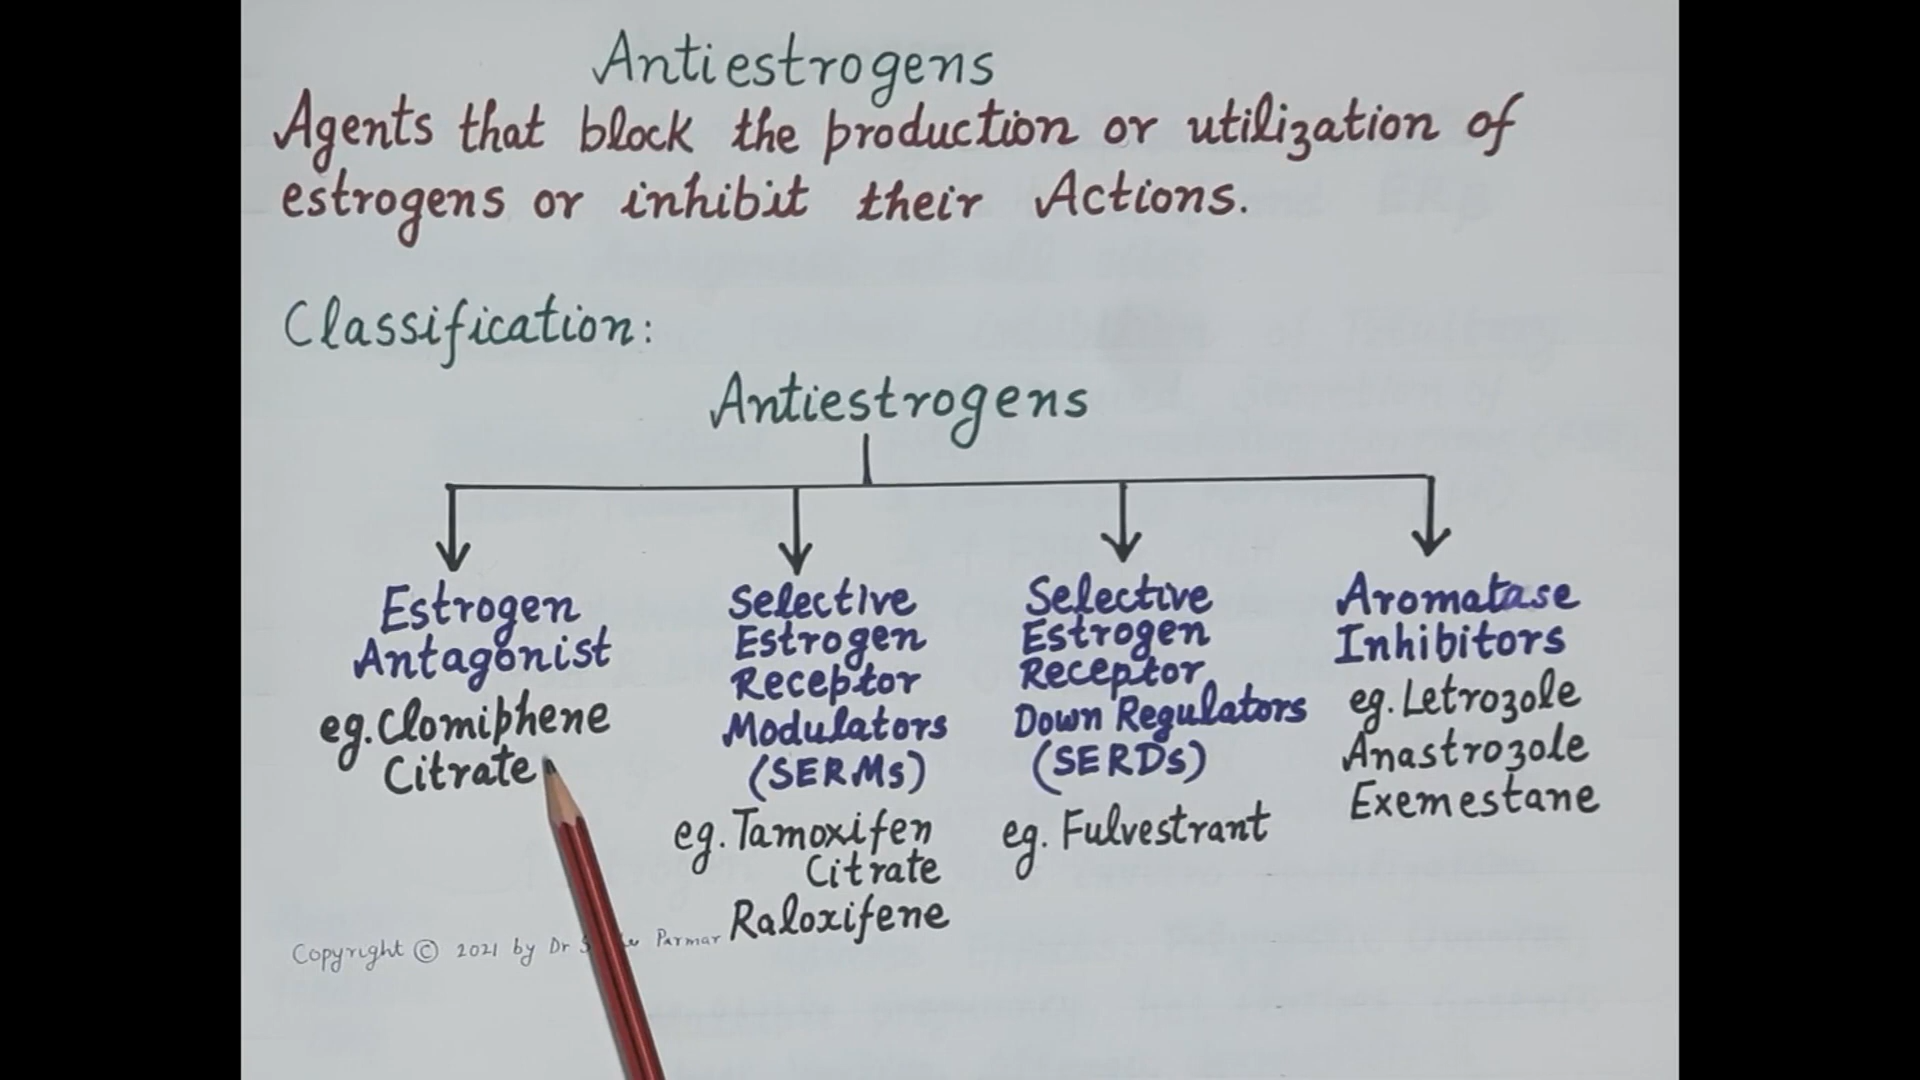 Antiestrogens
Agents that block the production or utilization of
estrogens or inhibit their Actions.
Classification:
Antiestrogens
Estrogen
Antagonist
eg. Clomiphene
Citrate
Selective
Estrogen
Receptor
Modulators
(SERMs)
eg. Tamoxifen
Citrate
Raloxifene
Selective
Estrogen
Receptor
Down Regulators
(SERDs)
eg. Fulvestrant
Aromatase
Inhibitors
eg. Letrozole
Anastrozole
Exemestane
Copyright © 2021 by Dr Parmar